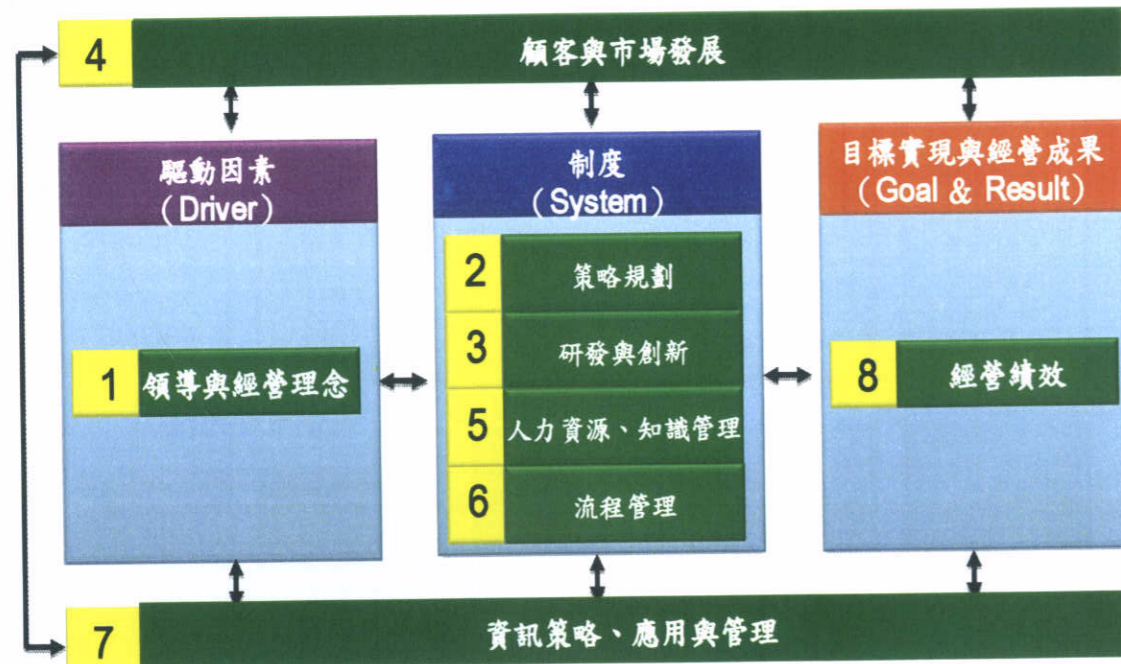 4 顧客與市場發展
驅動因素
(Driver)
制度
(System)
目標實現與經營成果
(Goal & Result)
1 領導與經營理念
2 策略規劃
3 研發與創新
5 人力資源、知識管理
6 流程管理
8 經營績效
7 資訊策略、應用與管理